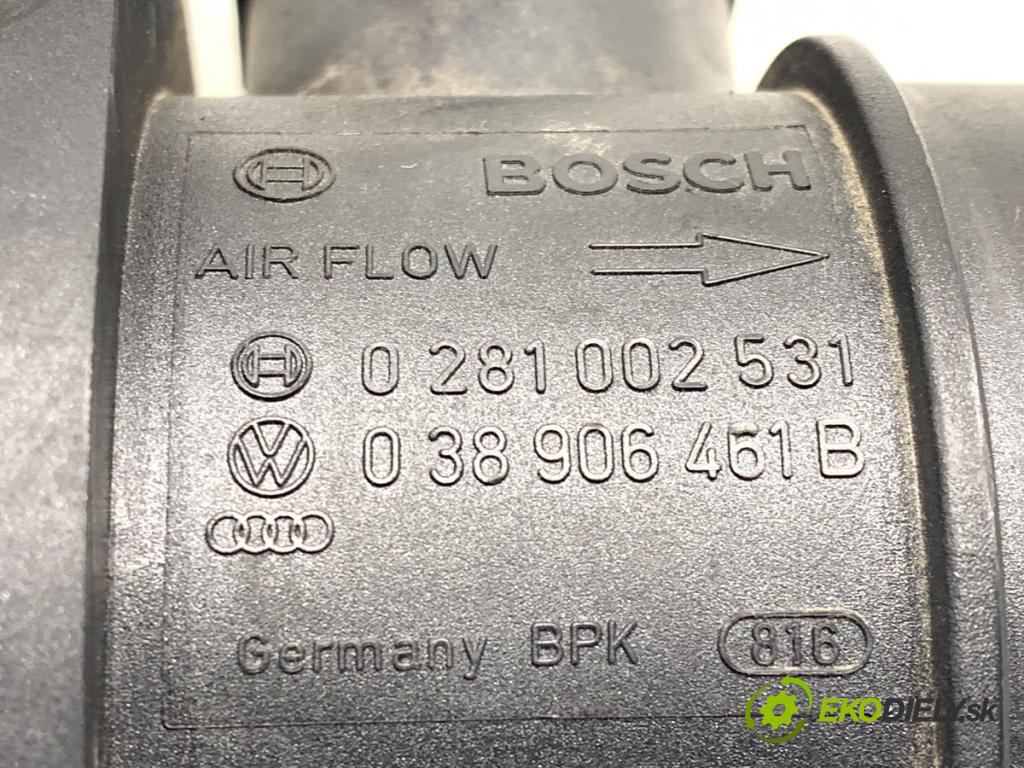 BOSCH
AIR FLOW
0 281 002 531
0 38 906 461 B
Germany BPK 816
EKODIELY.sk